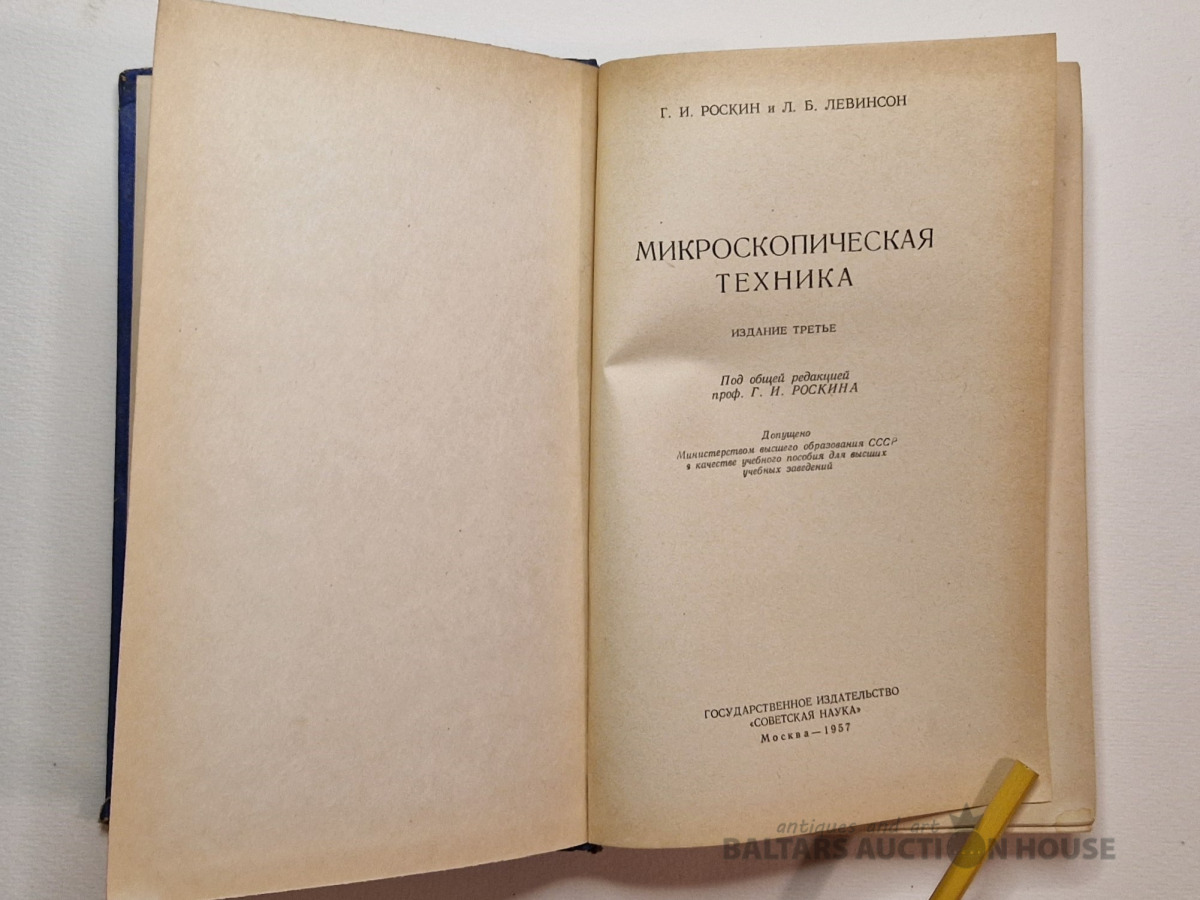 Г. И. РОСКИН и Л. Б. ЛЕВИНСОН
МИКРОСКОПИЧЕСКАЯ
ТЕХНИКА
ИЗДАНИЕ ТРЕТЬЕ
Под общей редакцией
проф. Г. И. РОСКИНА
Допущено
Министерством высшего образования СССР
в качестве учебного пособия для высших
учебных заведений
ГОСУДАРСТВЕННОЕ ИЗДАТЕЛЬСТВО
«СОВЕТСКАЯ НАУКА»
Москва—1957
antiques and art
BALTARS AUCTION HOUSE